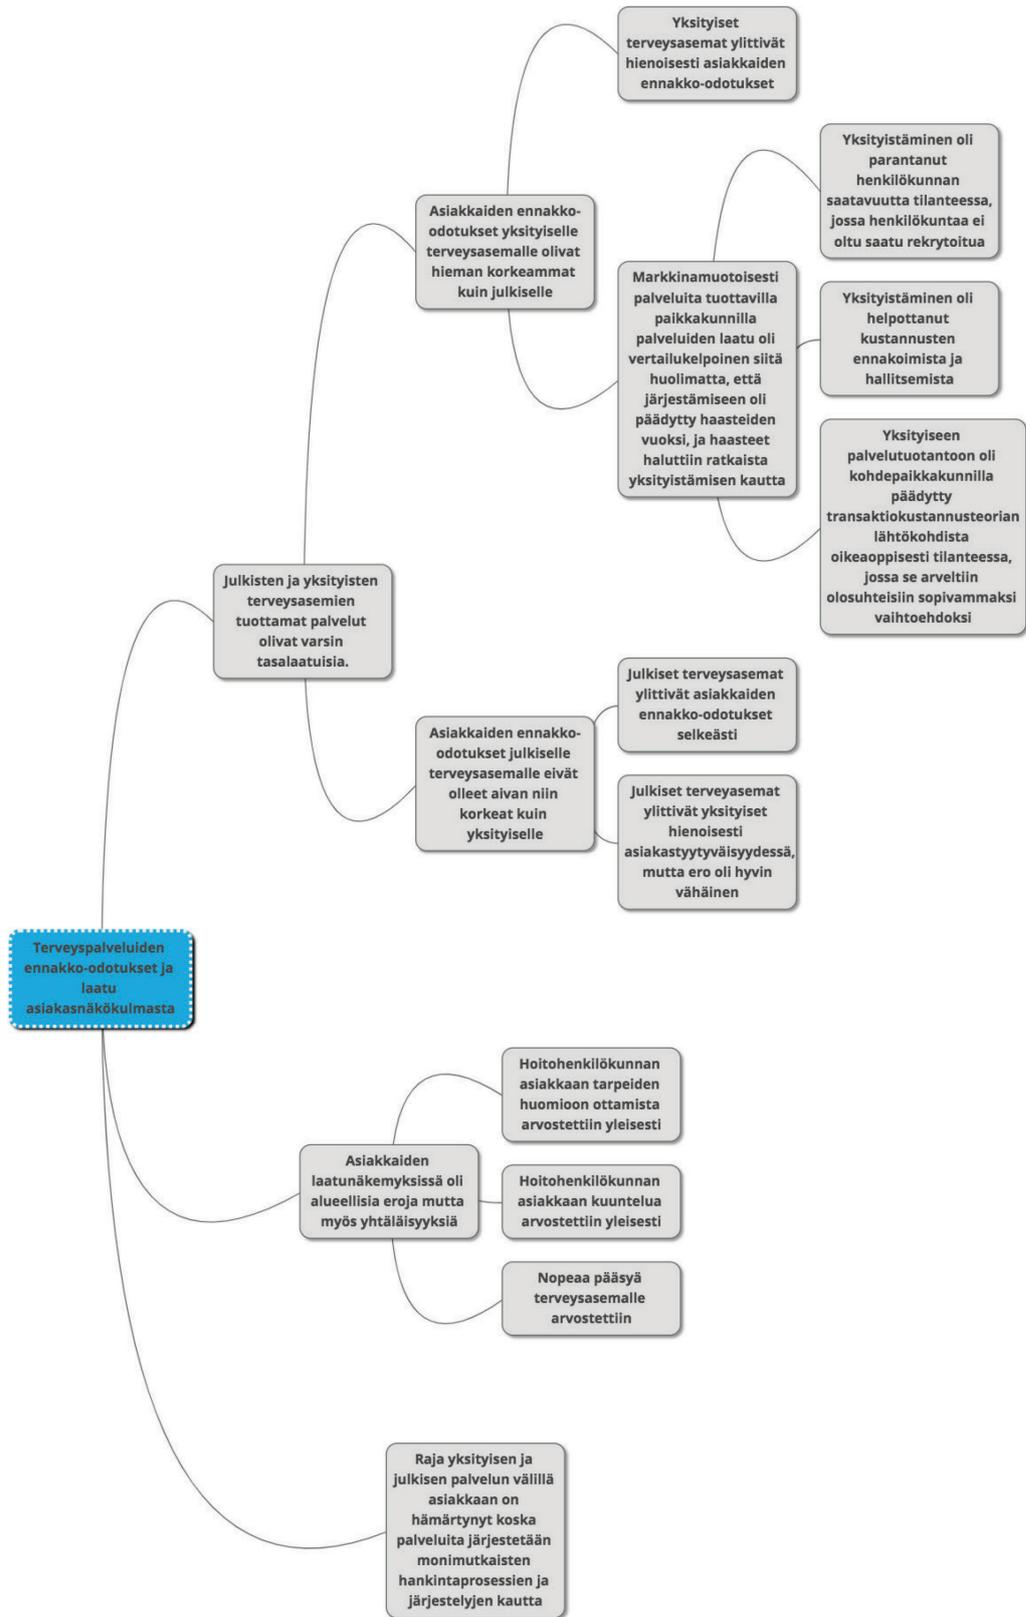 Yksityiset
terveysasemat ylittivät
hienoisesti asiakkaiden
ennakko-odotukset
Yksityistäminen oli
parantanut
henkilökunnan
saatavuutta tilanteessa,
jossa henkilökuntaa ei
oltu saatu rekrytoitua
Asiakkaiden ennakko-
odotukset yksityiselle
terveysasemalle olivat
hieman korkeammat
kuin julkiselle
Markkinamuotoisesti
palveluita tuottavilla
paikkakunnilla
palveluiden laatu oli
vertailukelpoinen siitä
huolimatta, että
järjestämiseen oli
päädytty haasteiden
vuoksi, ja haasteet
haluttiin ratkaista
yksityistämisen kautta
Yksityistäminen oli
helpottanut
kustannusten
ennakoimista ja
hallitsemista
Yksityiseen
palvelutuotantoon oli
kohdepaikkakunnilla
päädytty
transaktiokustannusteorian
lähtökohdista
oikeaoppisesti tilanteessa,
jossa se arveltiin
olosuhteisiin sopivammaksi
vaihtoehdoksi
Julkisten ja yksityisten
terveysasemien
tuottamat palvelut
olivat varsin
tasalaatuisia.
Julkiset terveysasemat
ylittivät asiakkaiden
ennakko-odotukset
selkeästi
Asiakkaiden ennakko-
odotukset julkiselle
terveysasemalle eivät
olleet aivan niin
korkeat kuin
yksityiselle
Julkiset terveyasemat
ylittivät yksityiset
hienoisesti
asiakastyytyväisyydessä,
mutta ero oli hyvin
vähäinen
Terveyspalveluiden
ennakko-odotukset ja
laatu
asiakasnäkökulmasta
Hoitohenkilökunnan
asiakkaan tarpeiden
huomioon ottamista
arvostettiin yleisesti
Asiakkaiden
laatunäkemyksissä oli
alueellisia eroja mutta
myös yhtäläisyyksiä
Hoitohenkilökunnan
asiakkaan kuuntelua
arvostettiin yleisesti
Nopeaa pääsyä
terveysasemalle
arvostettiin
Raja yksityisen ja
julkisen palvelun välillä
asiakkaan on
hämärtynyt koska
palveluita järjestetään
monimutkaisten
hankintaprosessien ja
järjestelyjen kautta